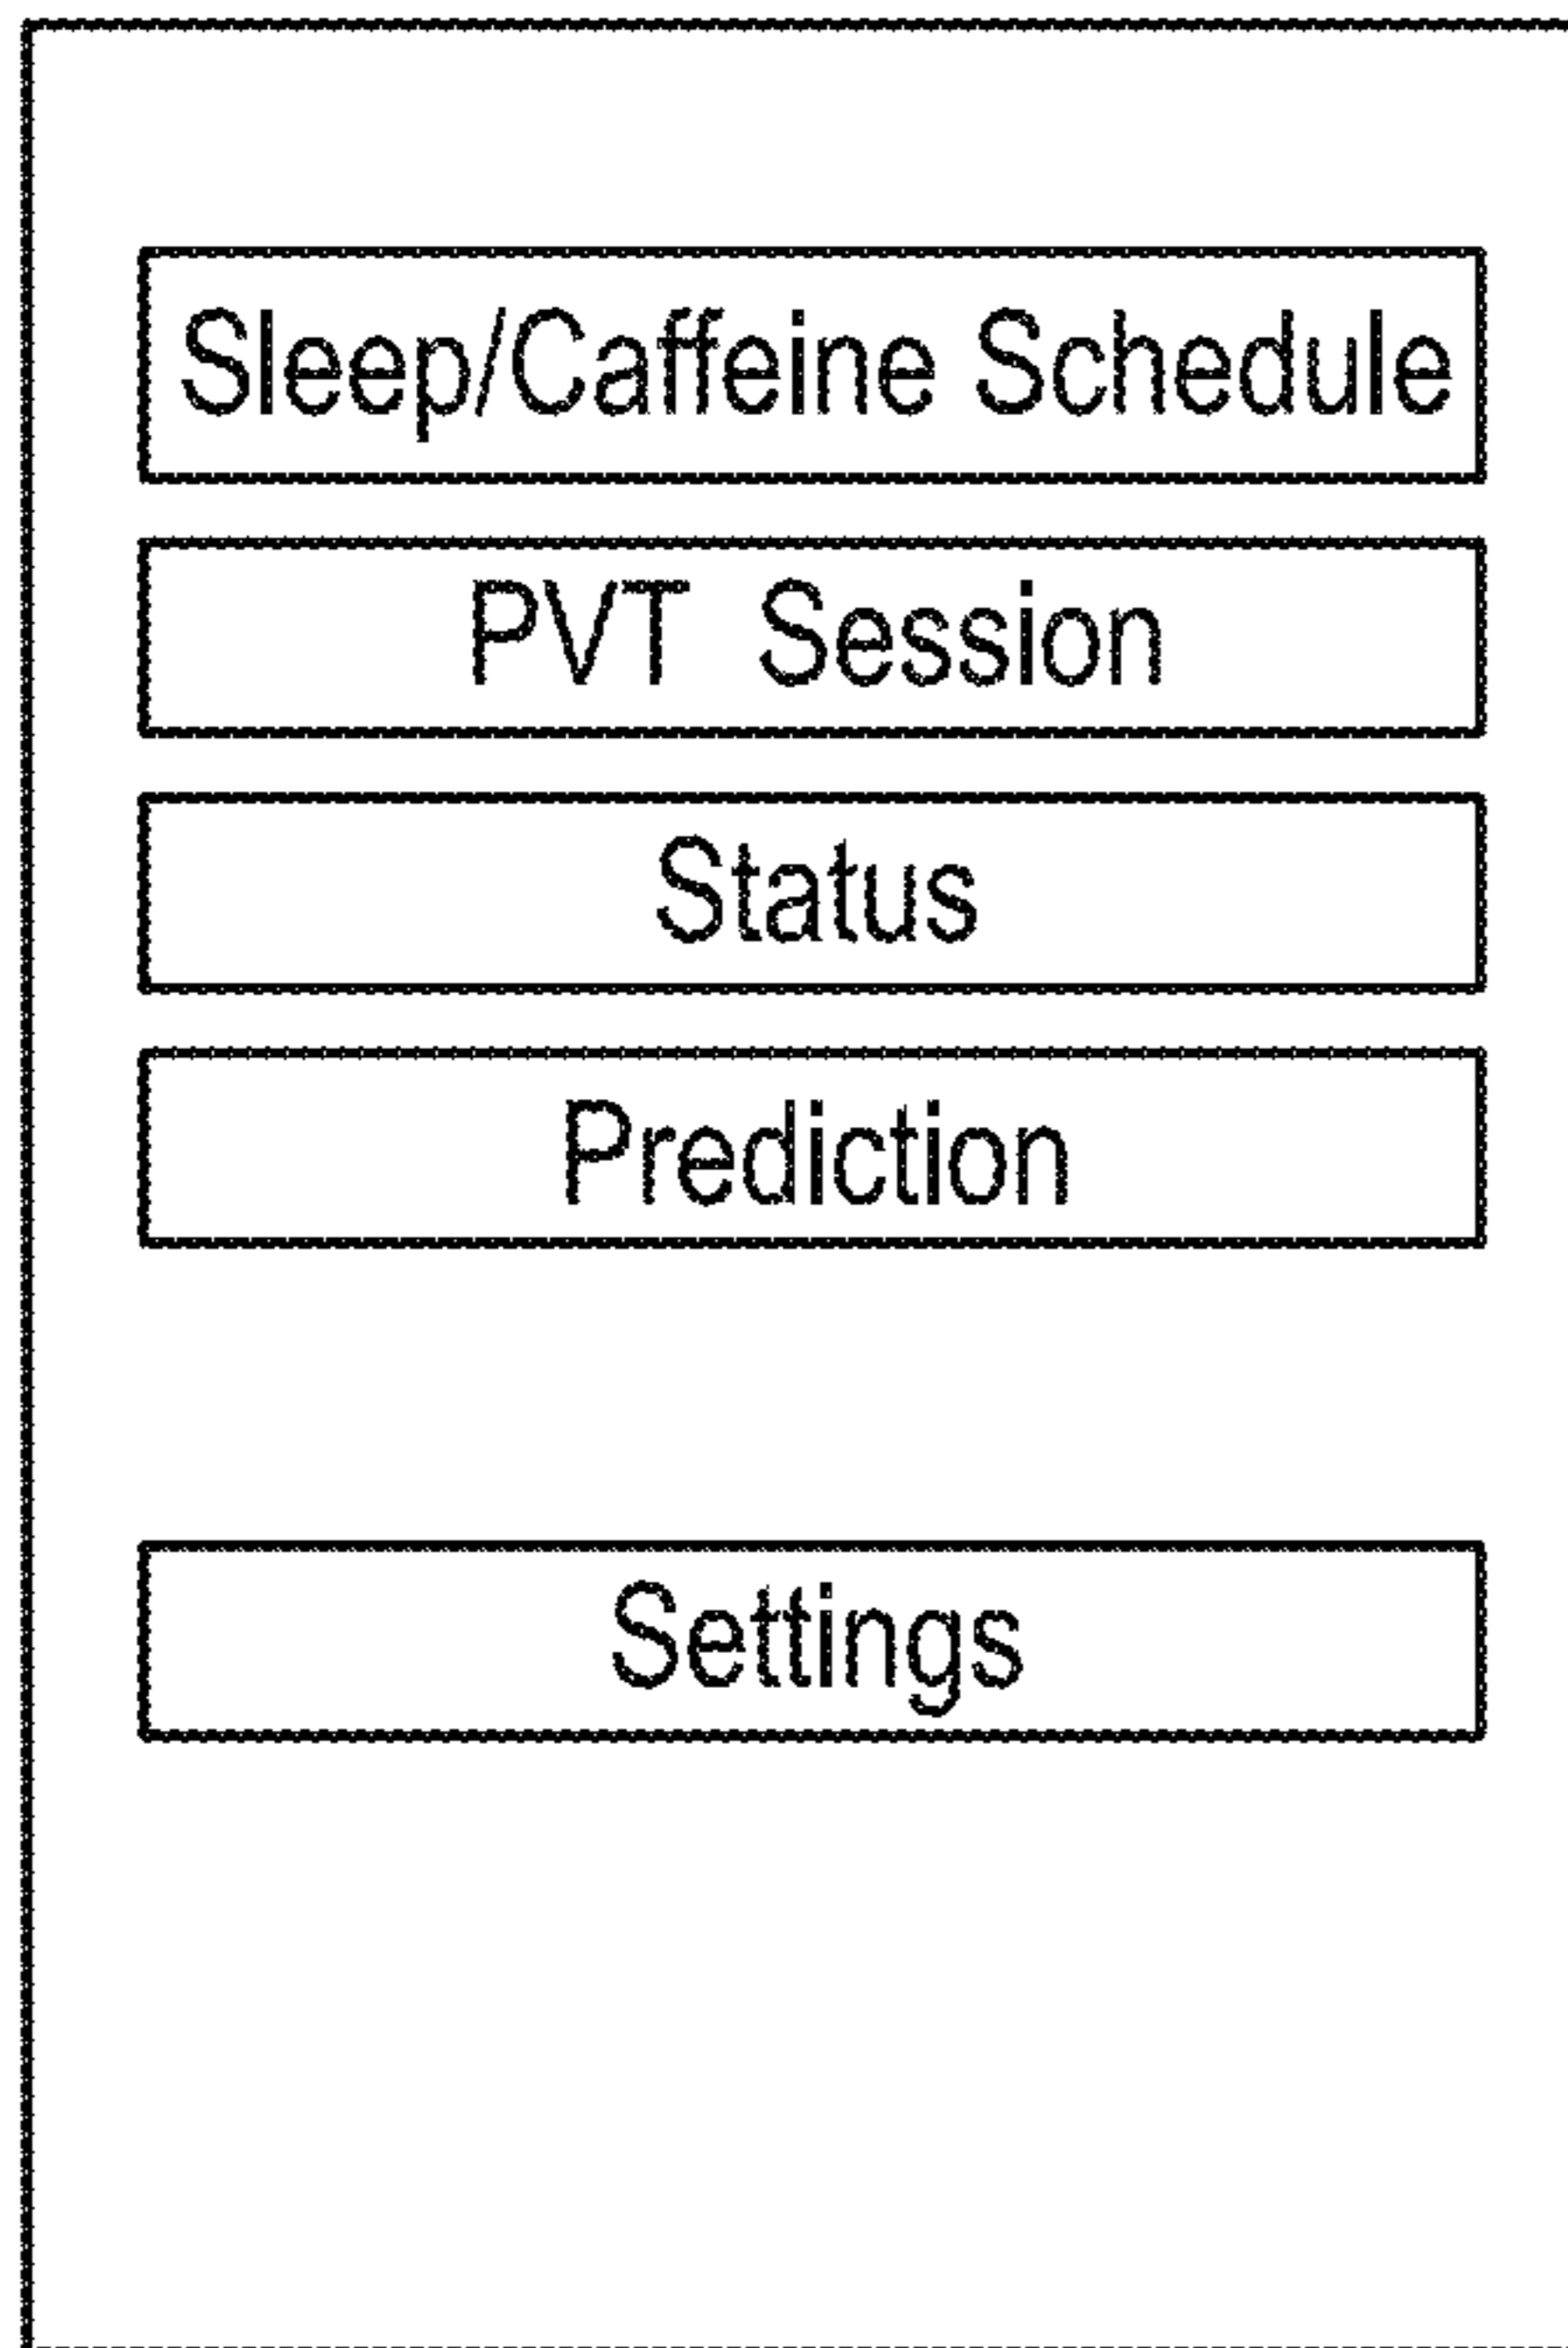 Sleep/Caffeine Schedule
PVT Session
Status
Prediction
Settings